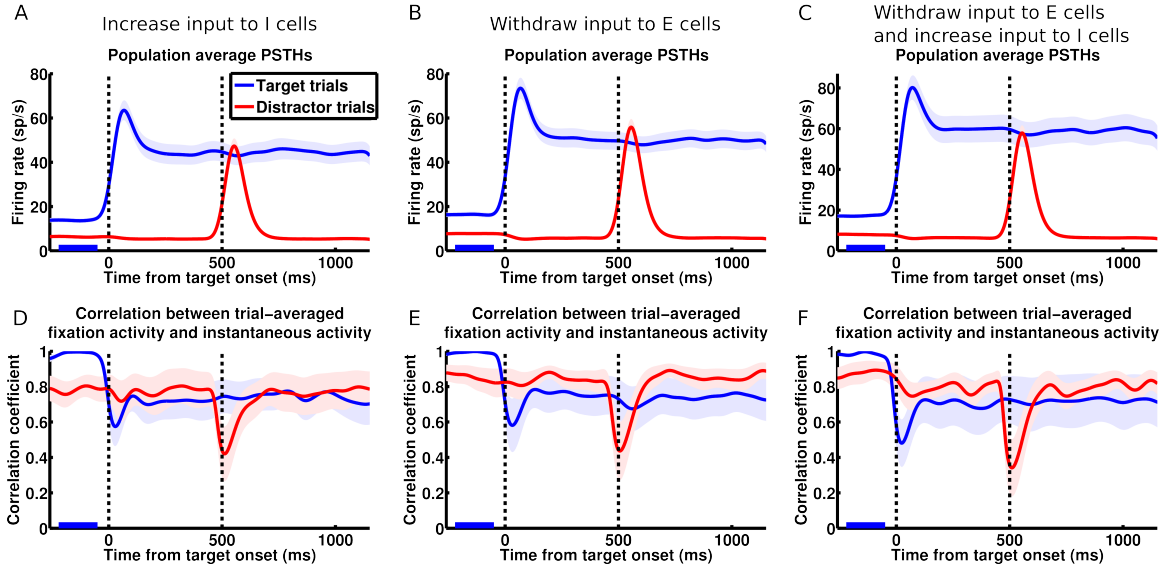 A
Increase input to I cells
Population average PSTHs
Firing rate (sp/s)
80
60
40
20
0
Target trials
Distractor trials
0
500
1000
Time from target onset (ms)
B
Withdraw input to E cells
Population average PSTHs
Firing rate (sp/s)
80
60
40
20
0
0
500
1000
Time from target onset (ms)
C
Withdraw input to E cells
and increase input to I cells
Population average PSTHs
Firing rate (sp/s)
80
60
40
20
0
0
500
1000
Time from target onset (ms)
D
Correlation between trial-averaged
fixation activity and instantaneous activity
Correlation coefficient
1
0.8
0.6
0.4
0.2
0
0
500
1000
Time from target onset (ms)
E
Correlation between trial-averaged
fixation activity and instantaneous activity
Correlation coefficient
1
0.8
0.6
0.4
0.2
0
0
500
1000
Time from target onset (ms)
F
Correlation between trial-averaged
fixation activity and instantaneous activity
Correlation coefficient
1
0.8
0.6
0.4
0.2
0
0
500
1000
Time from target onset (ms)